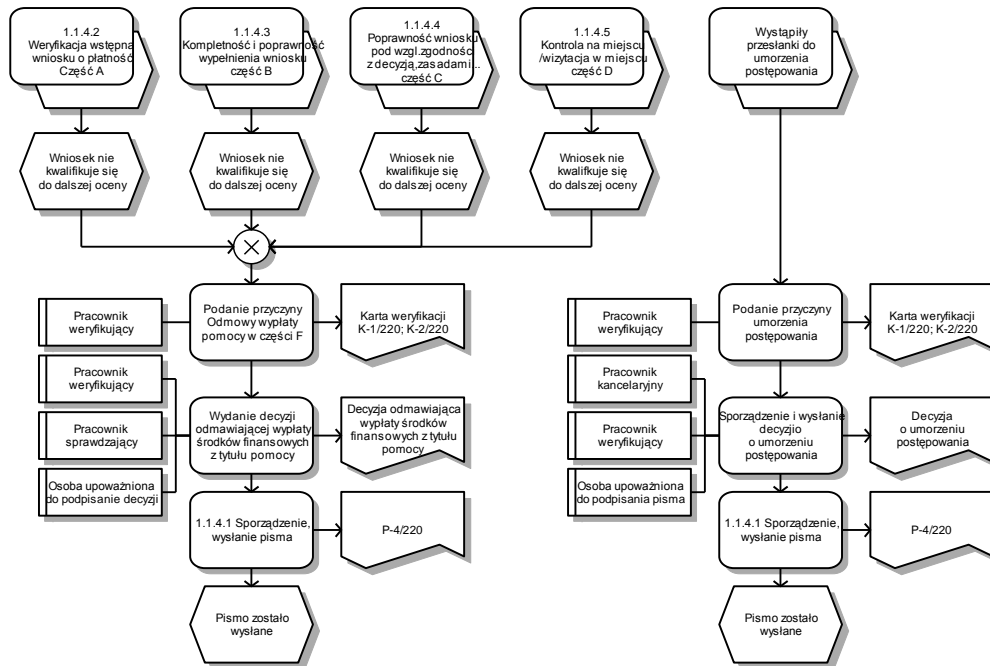 1.1.4.2
Weryfikacja wstępna
wniosku o płatność
Część A
1.1.4.3
Kompletność i poprawność
wypełnienia wniosku
część B
1.1.4.4
Poprawność wniosku
pod wzgl.zgodnośc
z decyzją,zasadami...
część C
1.1.4.5
Kontrola na miejscu
/wizytacja w miejscu
część D
Wystąpiły
przesłanki do
umorzenia
postępowania
Wniosek nie
kwalifikuje się
do dalszej oceny
Wniosek nie
kwalifikuje się
do dalszej oceny
Wniosek nie
kwalifikuje się
do dalszej oceny
Wniosek nie
kwalifikuje się
do dalszej oceny
Pracownik
weryfikujący
Podanie przyczyny
Odmowy wypłaty
pomocy w części F
Karta weryfikacji
K-1/220; K-2/220
Pracownik
weryfikujący
Pracownik
sprawdzający
Osoba upoważniona
do podpisanie decyzji
Wydanie decyzji
odmawiającej wypłaty
środków finansowych
z tytułu pomocy
Decyzja odmawiająca
wypłaty środków
finansowych z tytułu
pomocy
1.1.4.1 Sporządzenie,
wysłanie pisma
P-4/220
Pismo zostało
wysłane
Pracownik
weryfikujący
Podanie przyczyny
umorzenia
postępowania
Karta weryfikacji
K-1/220; K-2/220
Pracownik
kancelaryjny
Pracownik
weryfikujący
Osoba upoważniona
do podpisania pisma
Sporządzenie i wysłanie
decyzjio
o umorzeniu
postępowania
Decyzja
o umorzeniu
postępowania
1.1.4.1 Sporządzenie,
wysłanie pisma
P-4/220
Pismo zostało
wysłane